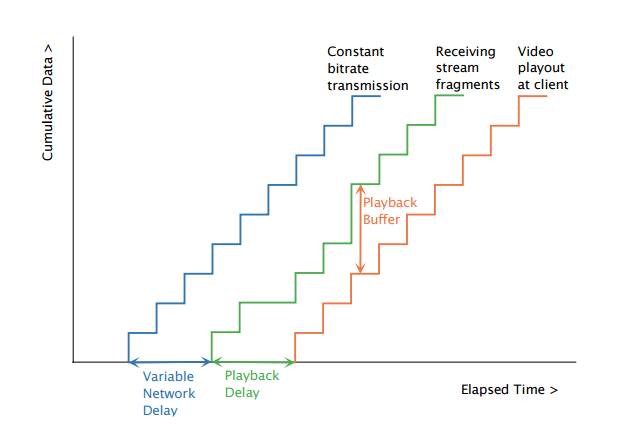 Cumulative Data >
Constant
bitrate
transmission
Receiving
stream
fragments
Video
playout
at client
Playback
Buffer
Variable
Network
Delay
Playback
Delay
Elapsed Time >